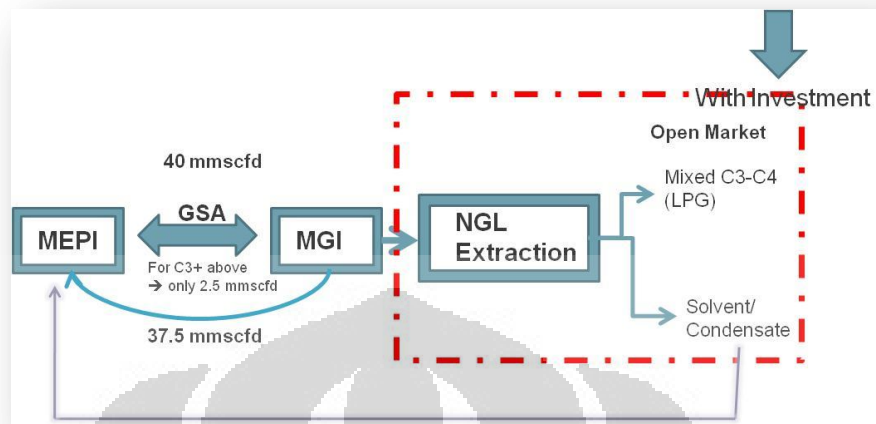 With Investment
Open Market
40 mmscfd
Mixed C3-C4
(LPG)
GSA
MEPI
MGI
NGL
Extraction
For C3+ above
→ only 2.5 mmscfd
Solvent/
Condensate
37.5 mmscfd